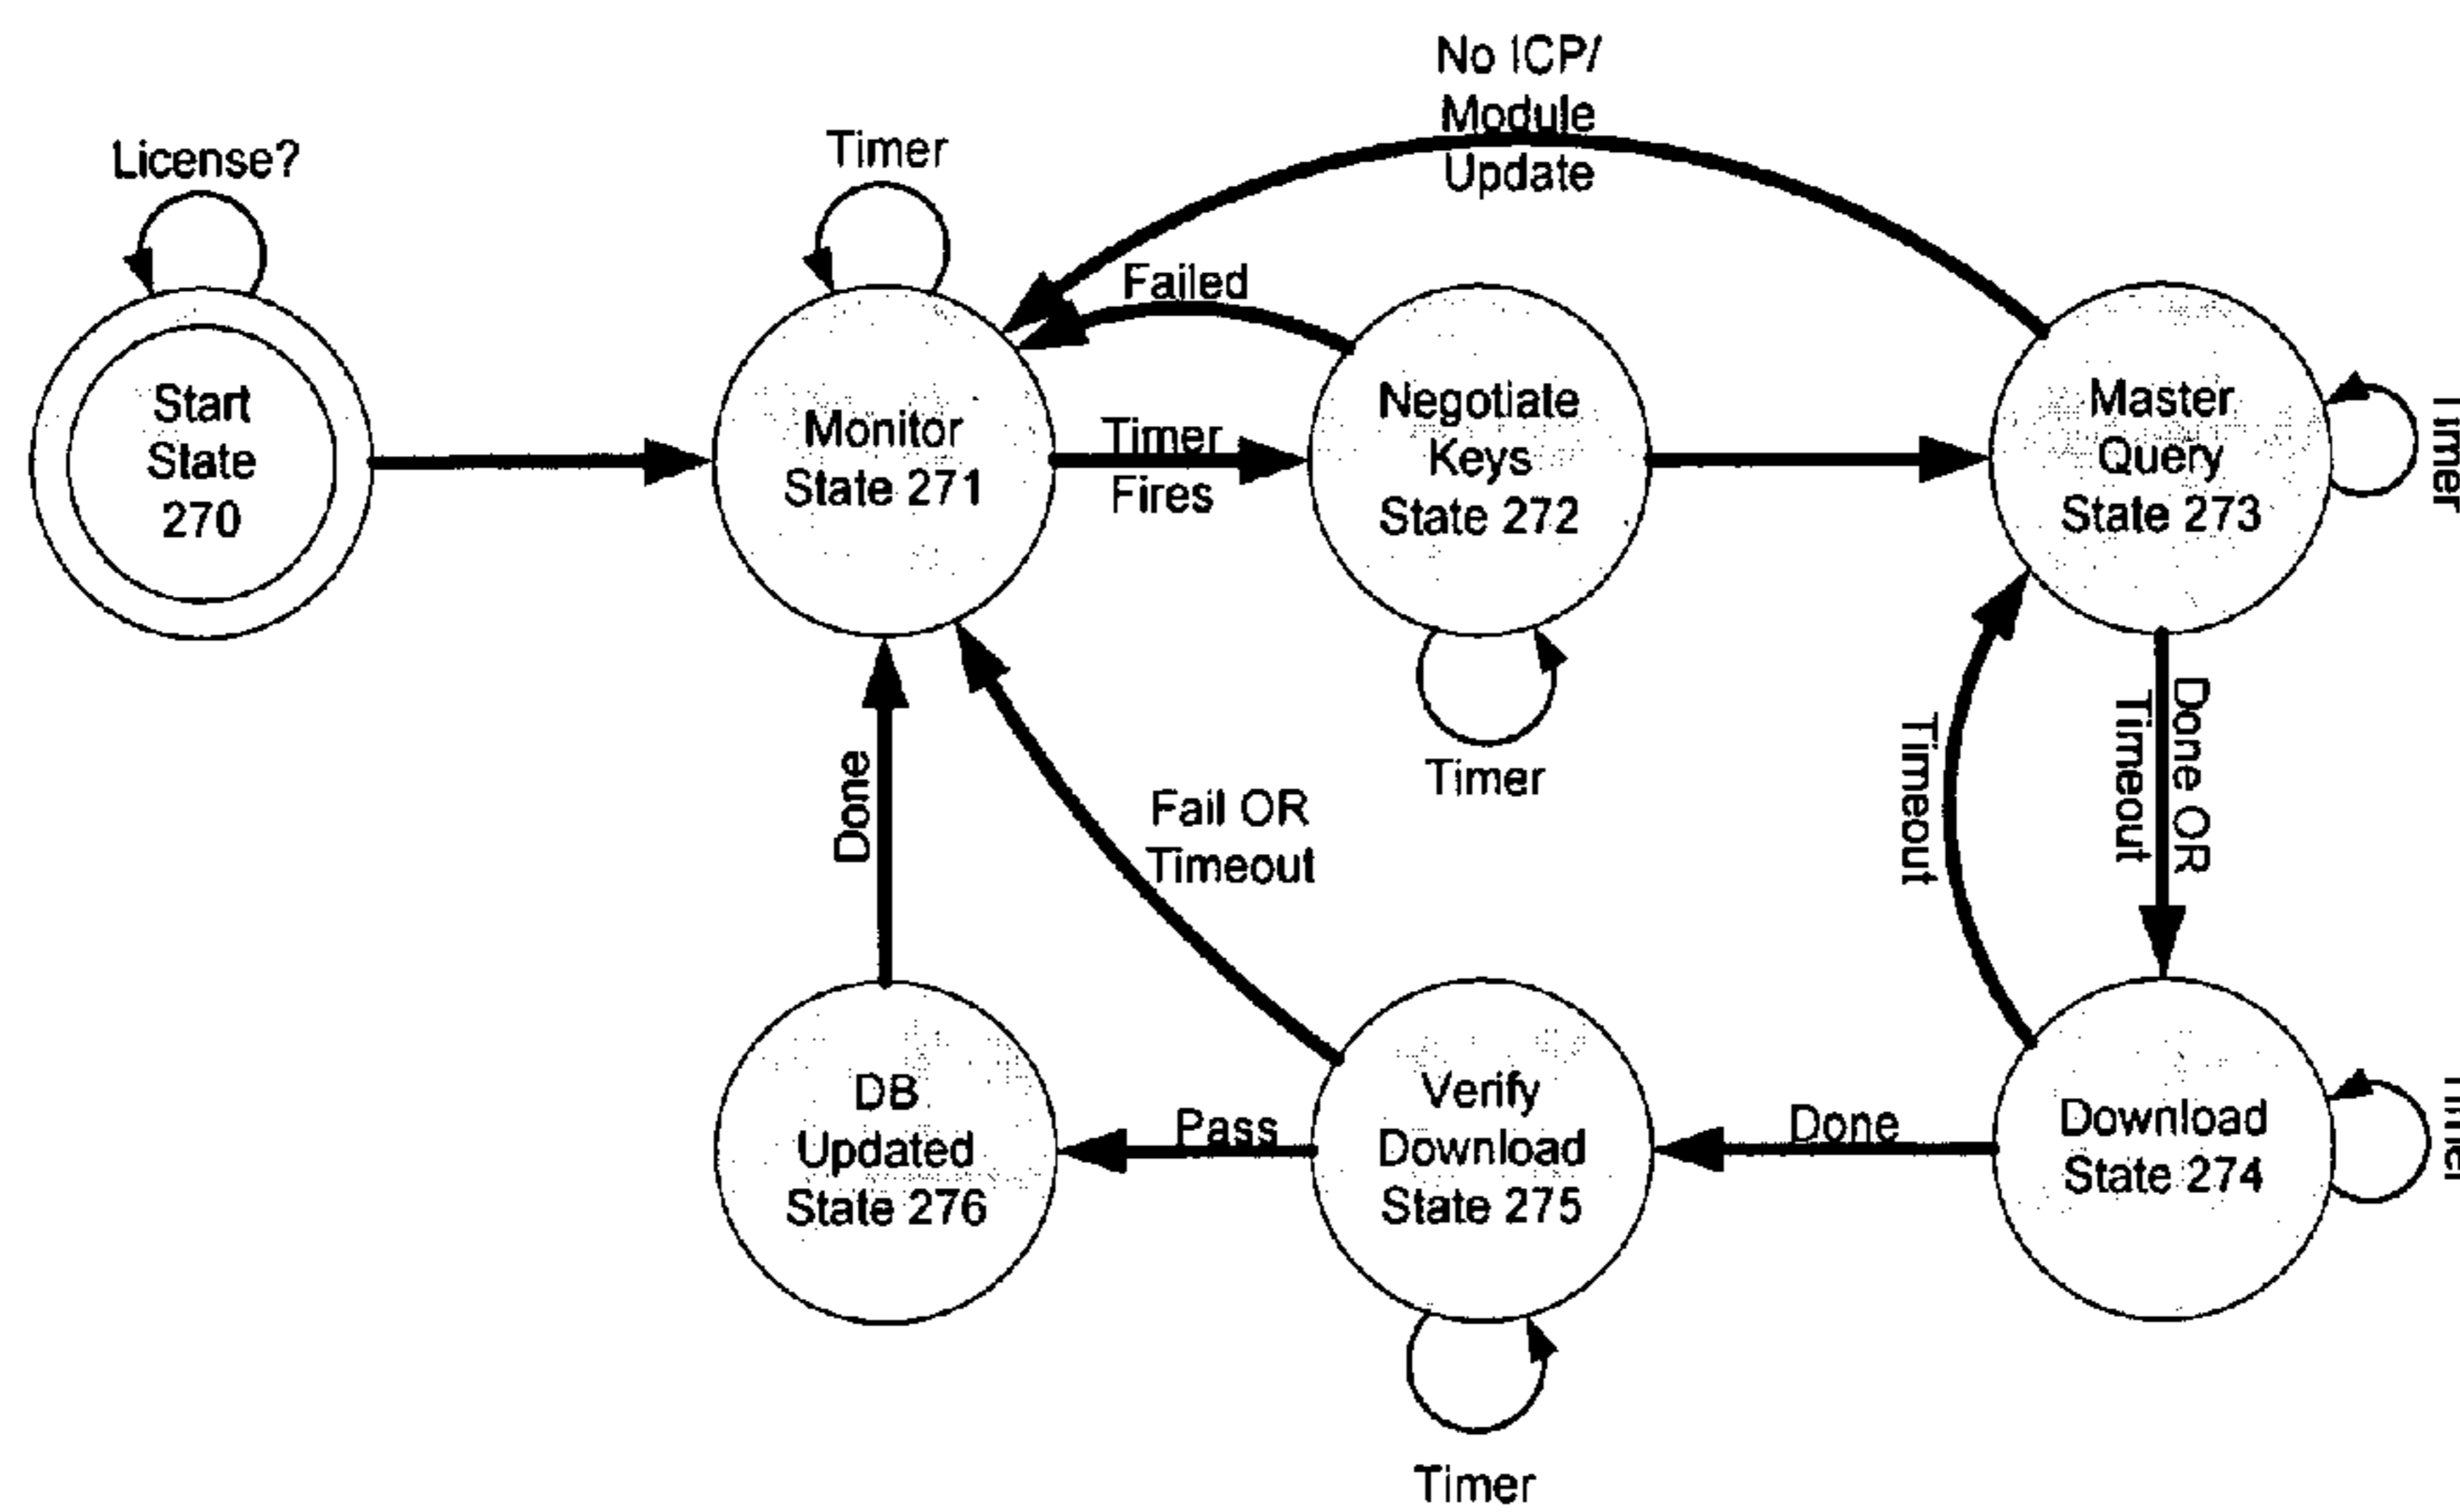 No ICP/
Module
Update
License?
Timer
Failed
Start
State
270
Monitor
State 271
Timer
Fires
Negotiate
Keys
State 272
Master
Query
State 273
Timer
Timer
Done
Fail OR
Timeout
Timeout
Done OR
Timeout
DB
Updated
State 276
Pass
Verify
Download
State 275
Done
Download
State 274
Timer